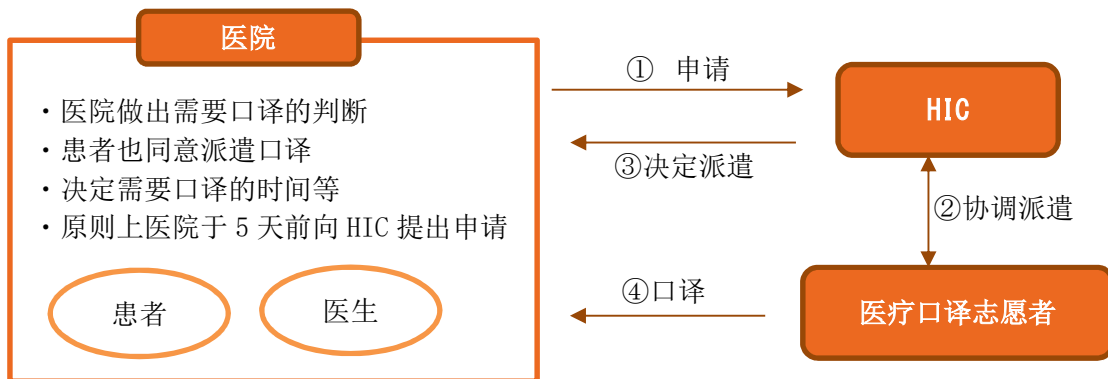 医院
・医院做出需要口译的判断
・患者也同意派遣口译
・决定需要口译的时间等
・原则上医院于 5 天前向 HIC 提出申请
患者
医生
① 申请
③决定派遣
④口译
HIC
②协调派遣
医疗口译志愿者